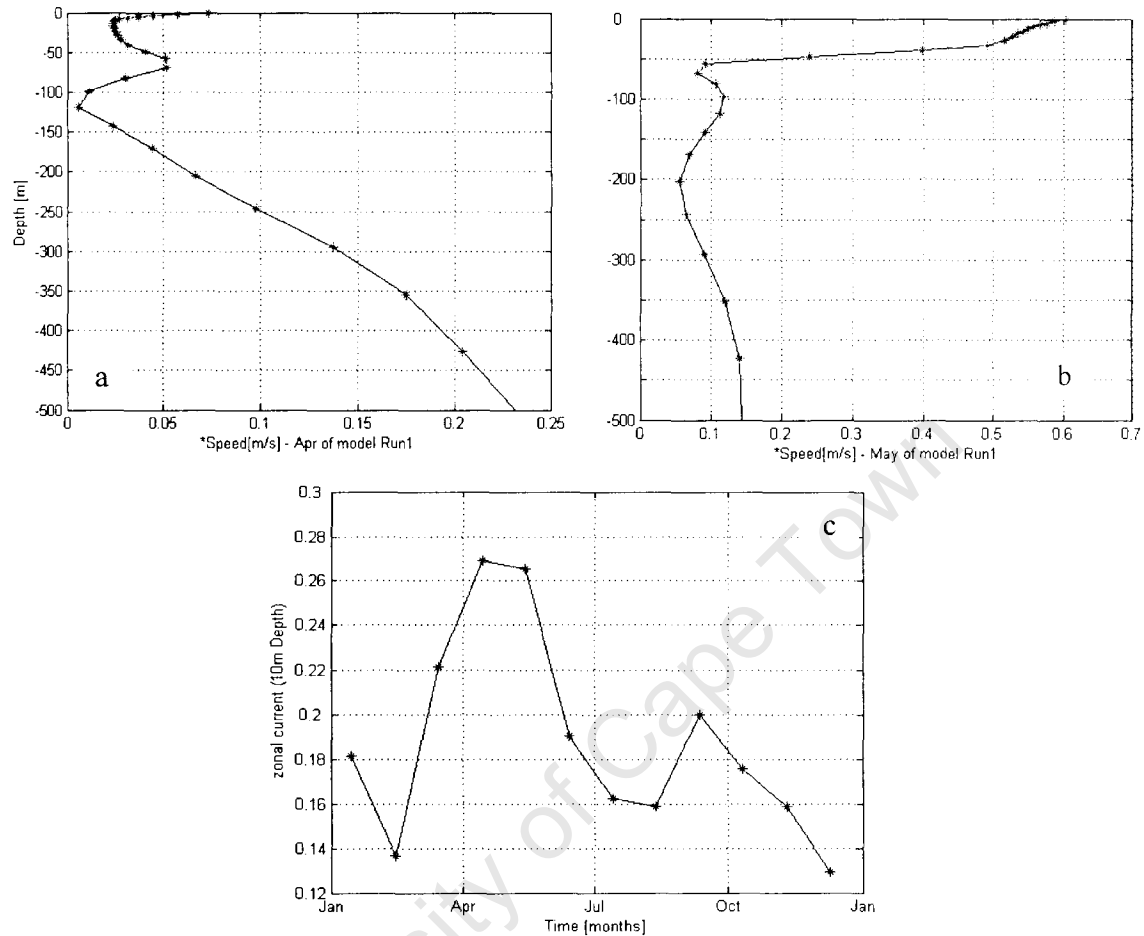 0
-50
-100
-150
-200
-250
-300
-350
-400
-450
-500
Depth [m]
a
0 0.05 0.1 0.15 0.2 0.25
*Speed[m/s] - Apr of model Run1
0
-100
-200
-300
-400
-500
b
0 0.1 0.2 0.3 0.4 0.5 0.6 0.7
*Speed[m/s] - May of model Run1
0.3
0.28
0.26
0.24
0.22
0.2
0.18
0.16
0.14
0.12
zonal current (10m Depth)
c
Jan Apr Jul Oct Jan
Time [months]
sity of Cape Town